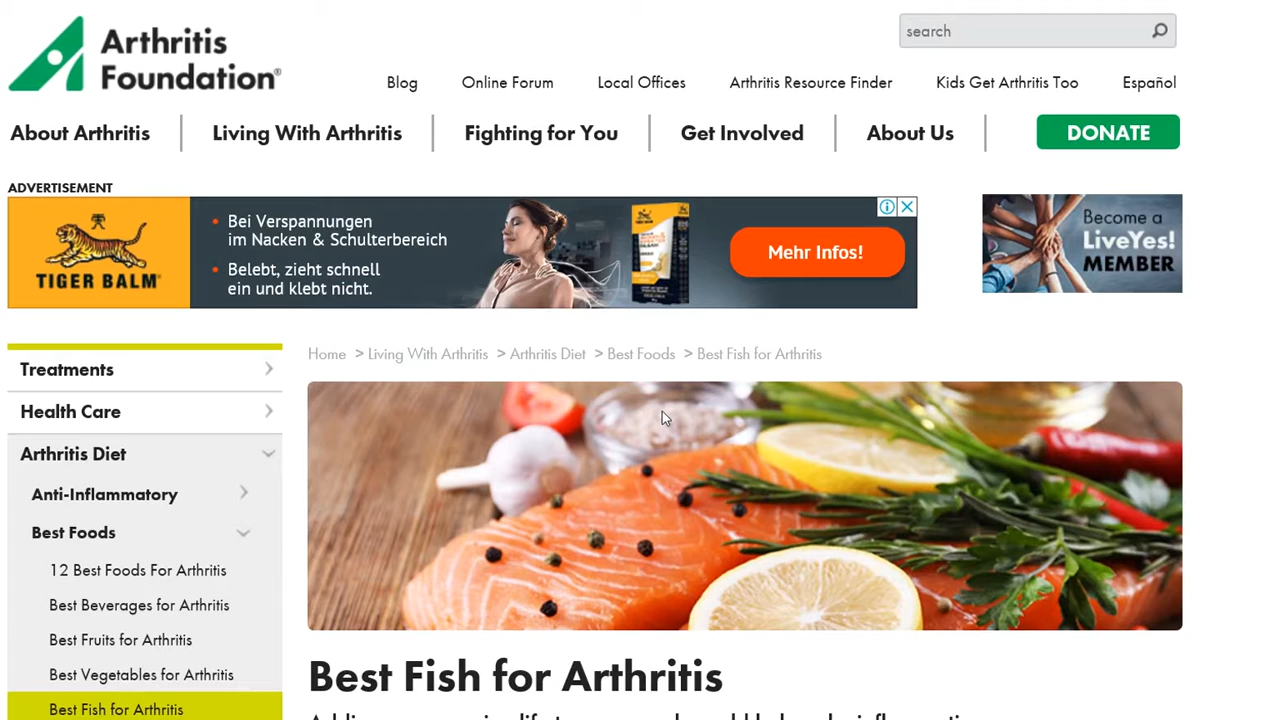 Arthritis
Foundation®
search
Blog
Online Forum
Local Offices
Arthritis Resource Finder
Kids Get Arthritis Too
Español
About Arthritis
Living With Arthritis
Fighting for You
Get Involved
About Us
DONATE
ADVERTISEMENT
TIGER BALM®
• Bei Verspannungen
im Nacken & Schulterbereich
• Belebt, zieht schnell
ein und klebt nicht.
Mehr Infos!
Become a
LiveYes!
MEMBER
Home > Living With Arthritis > Arthritis Diet > Best Foods > Best Fish for Arthritis
Treatments
Health Care
Arthritis Diet
Anti-Inflammatory
Best Foods
12 Best Foods For Arthritis
Best Beverages for Arthritis
Best Fruits for Arthritis
Best Vegetables for Arthritis
Best Fish for Arthritis
Best Fish for Arthritis